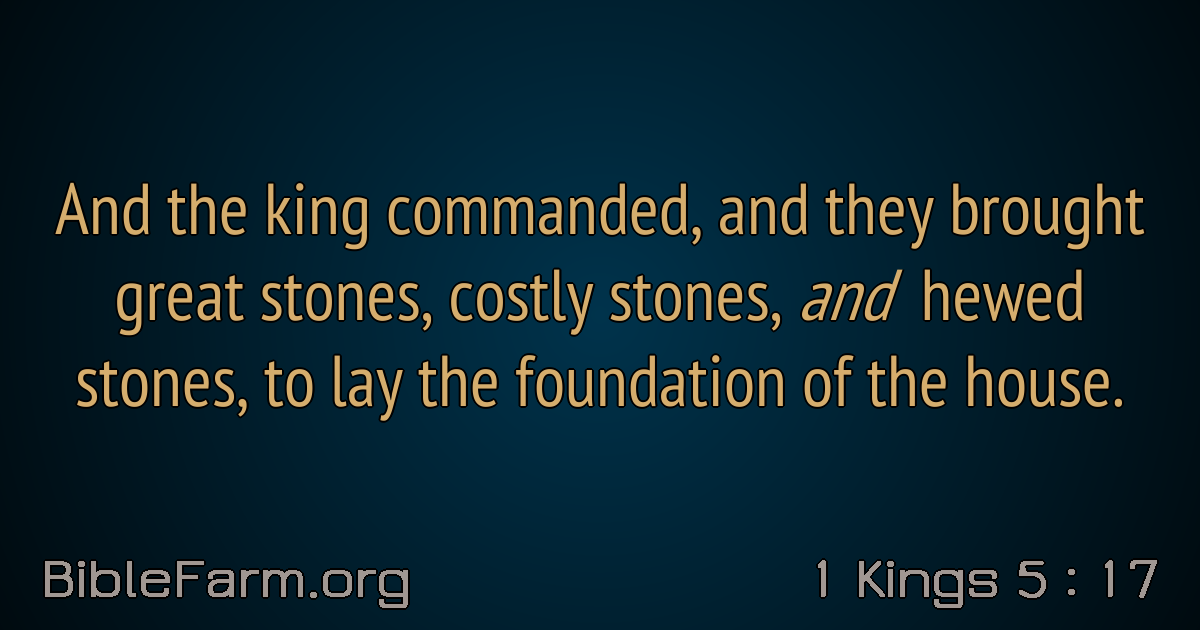 And the king commanded, and they brought
great stones, costly stones, and hewed
stones, to lay the foundation of the house.
BibleFarm.org
1 Kings 5 : 17